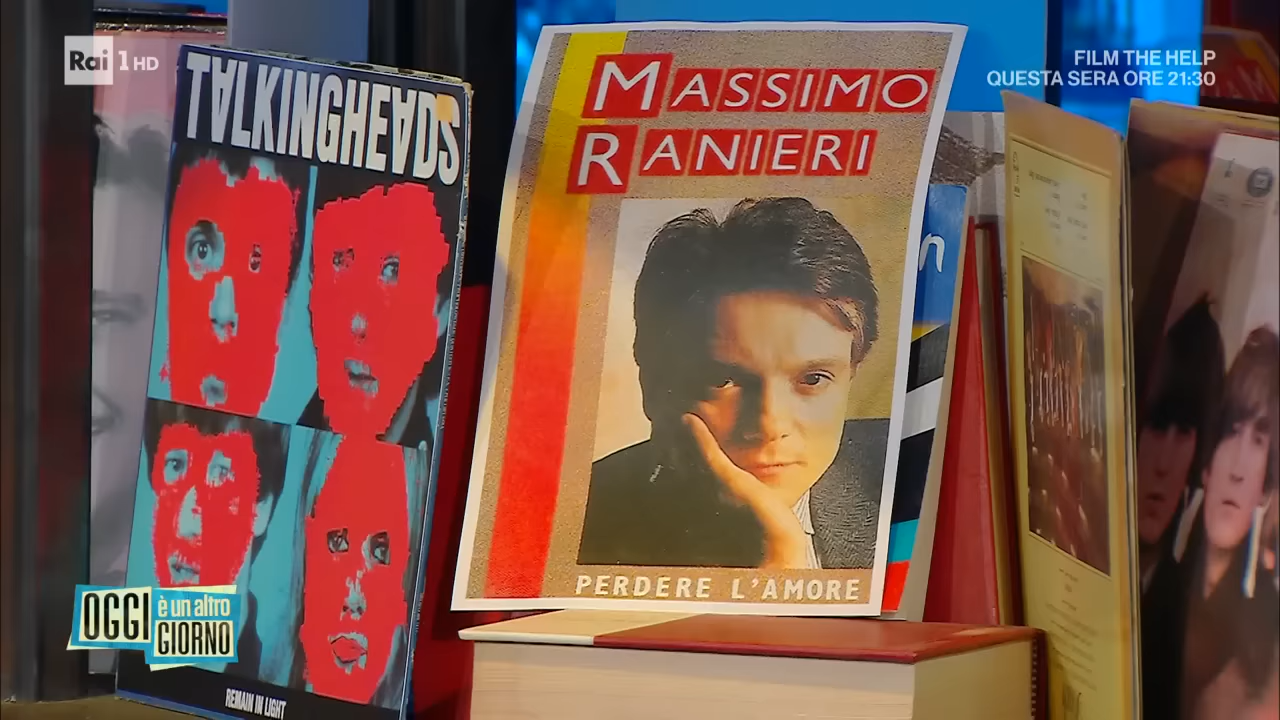 Rai 1 HD
FILM THE HELP
QUESTA SERA ORE 21:30
TALKINGHEADS
REMAIN IN LIGHT
MASSIMO
RANIERI
PERDERE L'AMORE
n
OGGI
è un altro
GIORNO